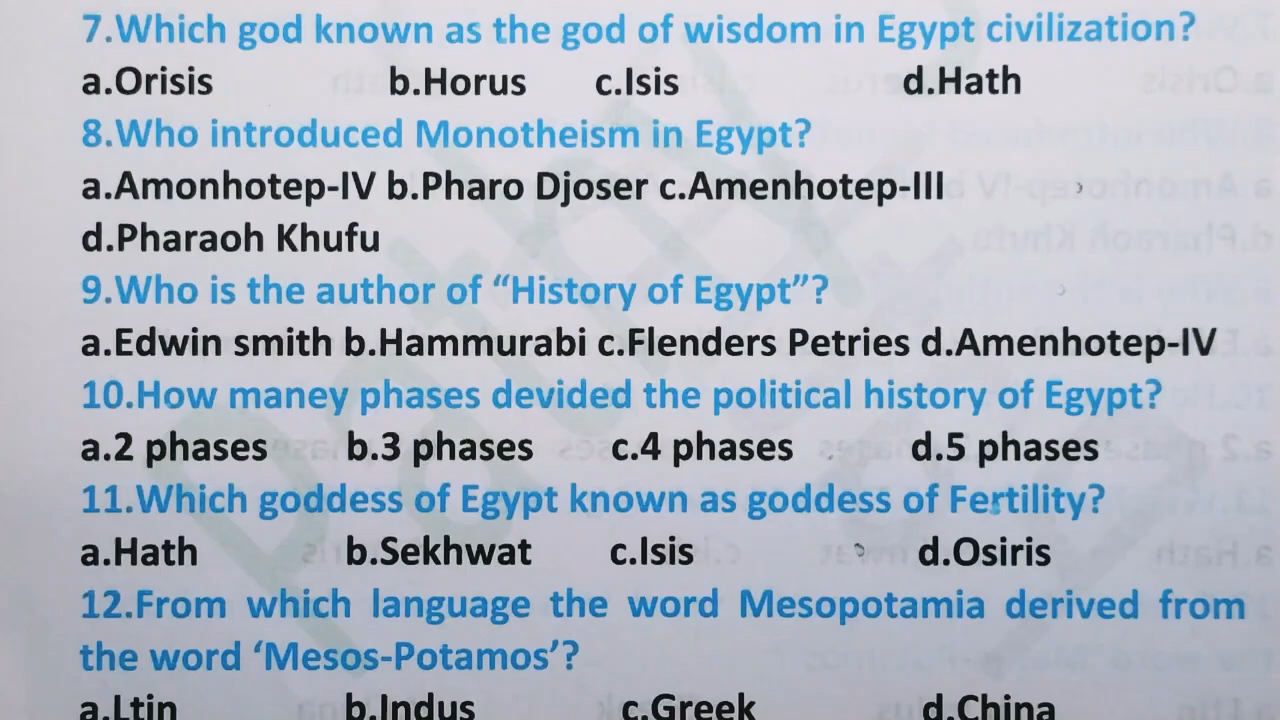 7.Which god known as the god of wisdom in Egypt civilization?
a.Orisis b.Horus c.Isis d.Hath
8.Who introduced Monotheism in Egypt?
a.Amonhotep-IV b.Pharo Djoser c.Amenhotep-III
d.Pharaoh Khufu
9.Who is the author of “History of Egypt”?
a.Edwin smith b.Hammurabi c.Flenders Petries d.Amenhotep-IV
10.How maney phases devided the political history of Egypt?
a.2 phases b.3 phases c.4 phases d.5 phases
11.Which goddess of Egypt known as goddess of Fertility?
a.Hath b.Sekhwat c.Isis d.Osiris
12.From which language the word Mesopotamia derived from
the word ‘Mesos-Potamos’?
a.Ltin b.Indus c.Greek d.China